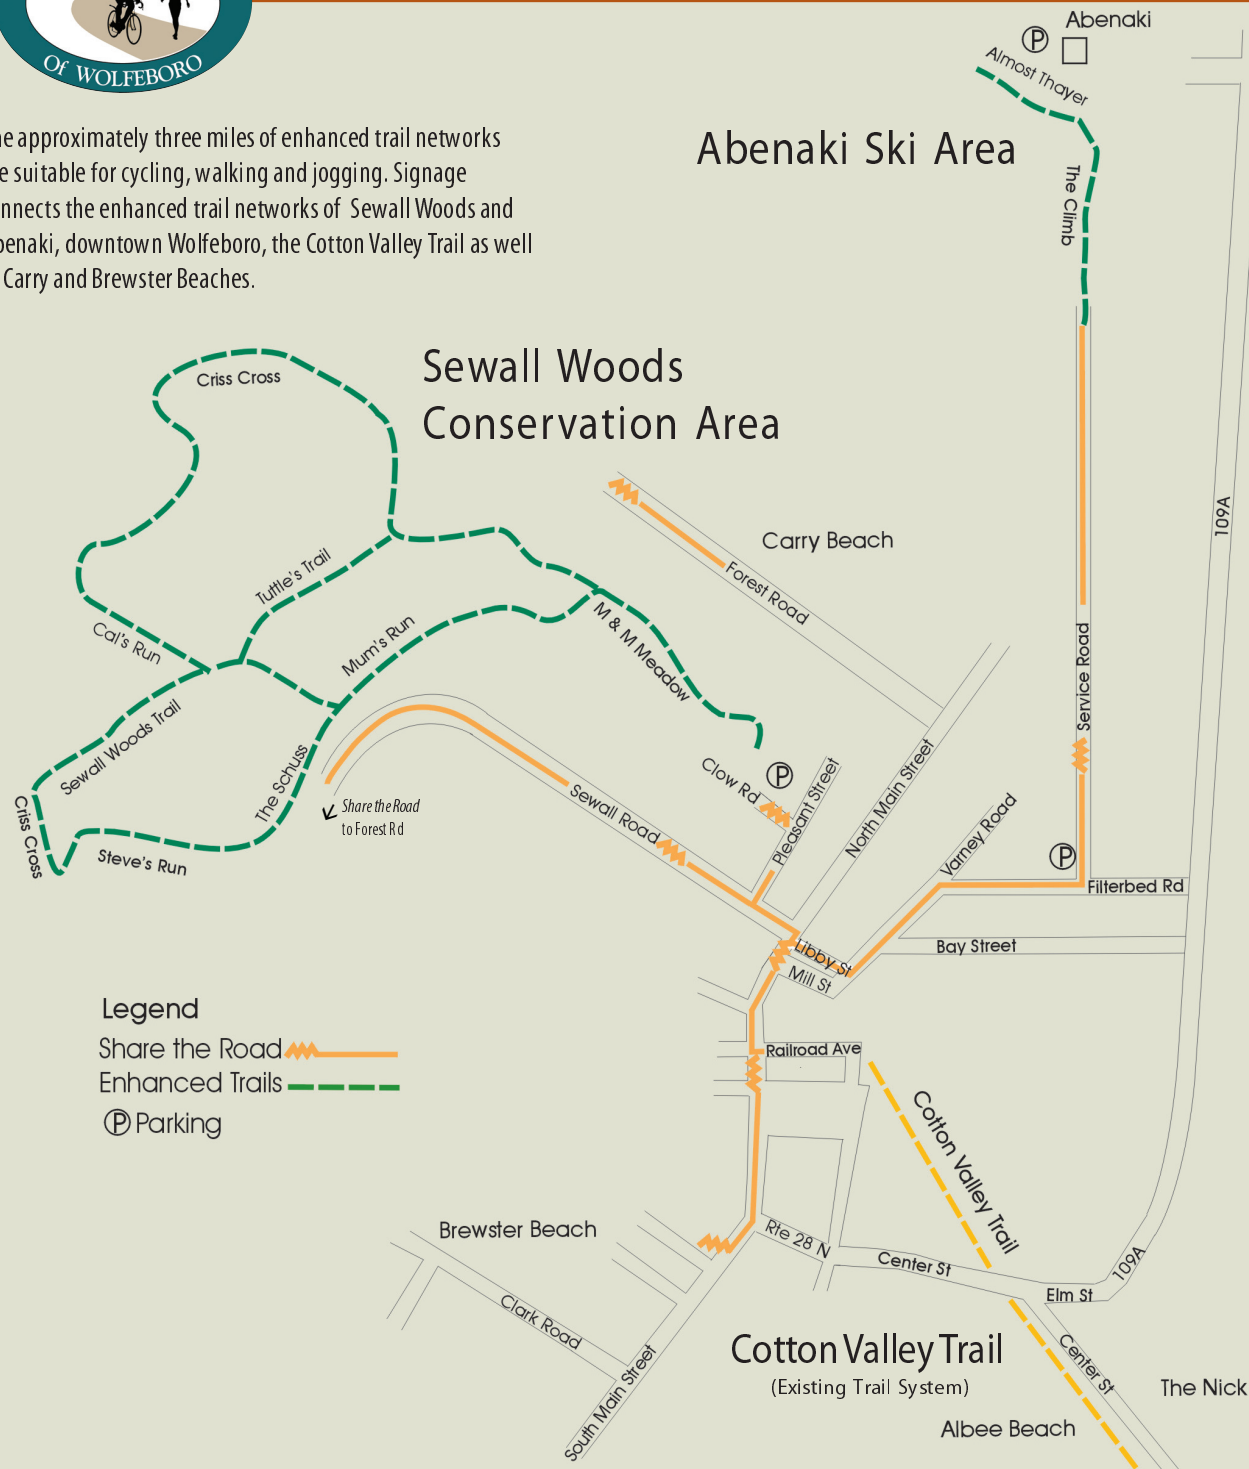 Of WOLFEBORO
approximately three miles of enhanced trail networks
suitable for cycling, walking and jogging. Signage
the enhanced trail networks of Sewall Woods and
downtown Wolfeboro, the Cotton Valley Trail as well
Carry and Brewster Beaches.
Abenaki
P
Almost Thayer
Abenaki Ski Area
The Climb
Sewall Woods
Conservation Area
Criss Cross
109A
Carry Beach
Forest Road
Tuttle's Trail
Cal's Run
Mum's Run
M & M Meadow
Service Road
Sewall Woods Trail
The Schuss
Criss Cross
Steve's Run
Share the Road
to Forest Rd
Sewall Road
Clow Rd
P
Pleasant Street
North Main Street
Varney Road
P
Filterbed Rd
Bay Street
Libby St
Mill St
Railroad Ave
Legend
Share the Road
Enhanced Trails
P Parking
Cotton Valley Trail
Brewster Beach
Rte 28 N
Center St
109A
Elm St
Clark Road
South Main Street
Cotton Valley Trail
(Existing Trail System)
Center St
The Nick
Albee Beach